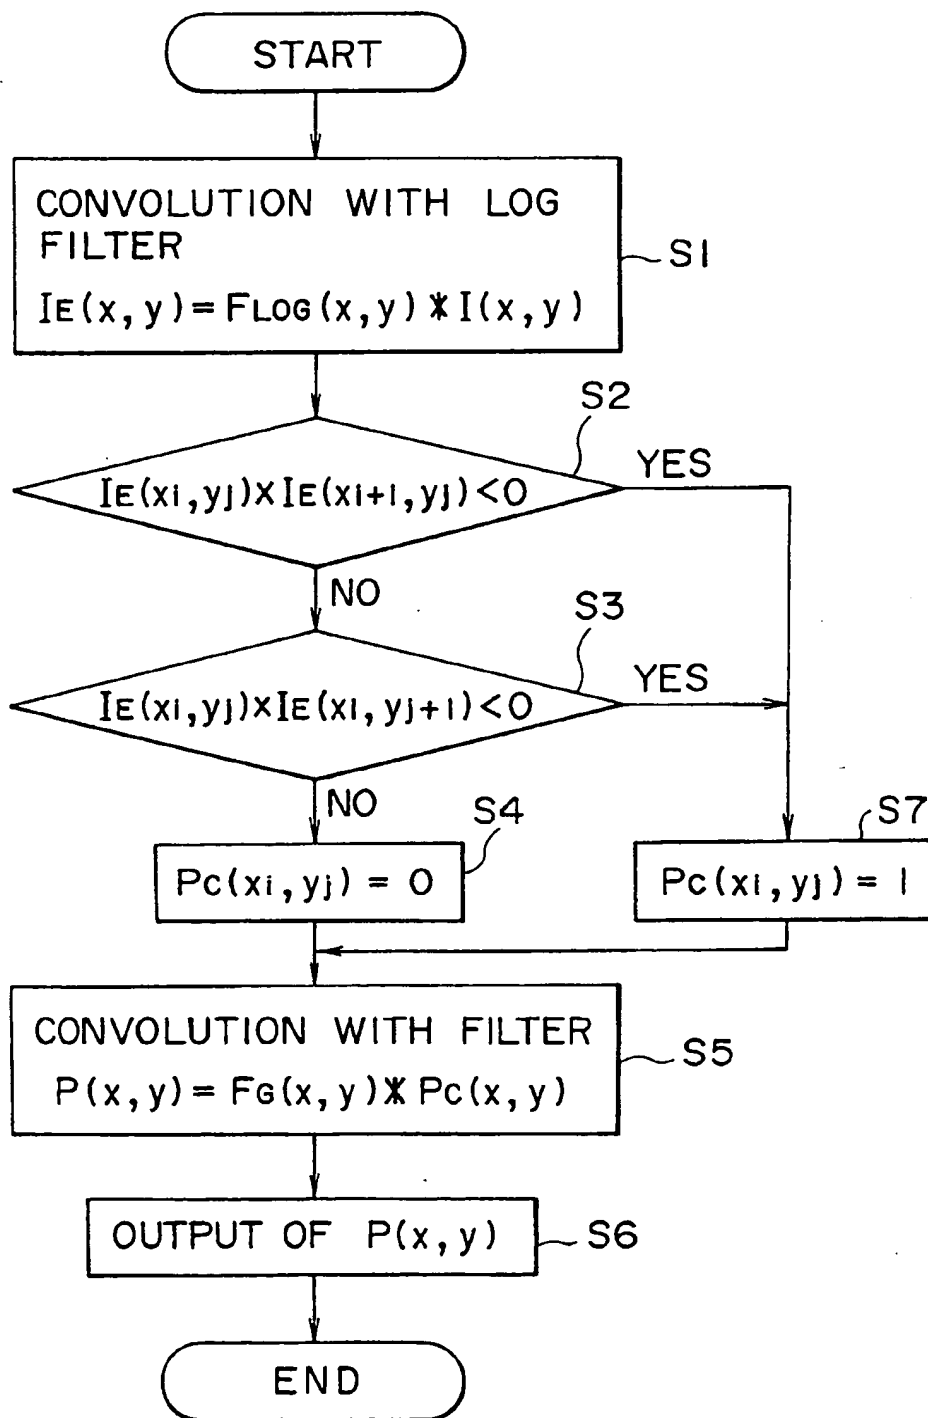 START
CONVOLUTION WITH LOG
FILTER
IE(x,y)=FLOG(x,y)*I(x,y)
S1
S2
IE(xi,yj)×IE(xi+1,yj)<0
YES
NO
S3
IE(xi,yj)×IE(xi,yj+1)<0
YES
NO
S4
Pc(xi,yj)=0
S7
Pc(xi,yj)=1
CONVOLUTION WITH FILTER
P(x,y)=FG(x,y)*Pc(x,y)
S5
OUTPUT OF P(x,y)
S6
END